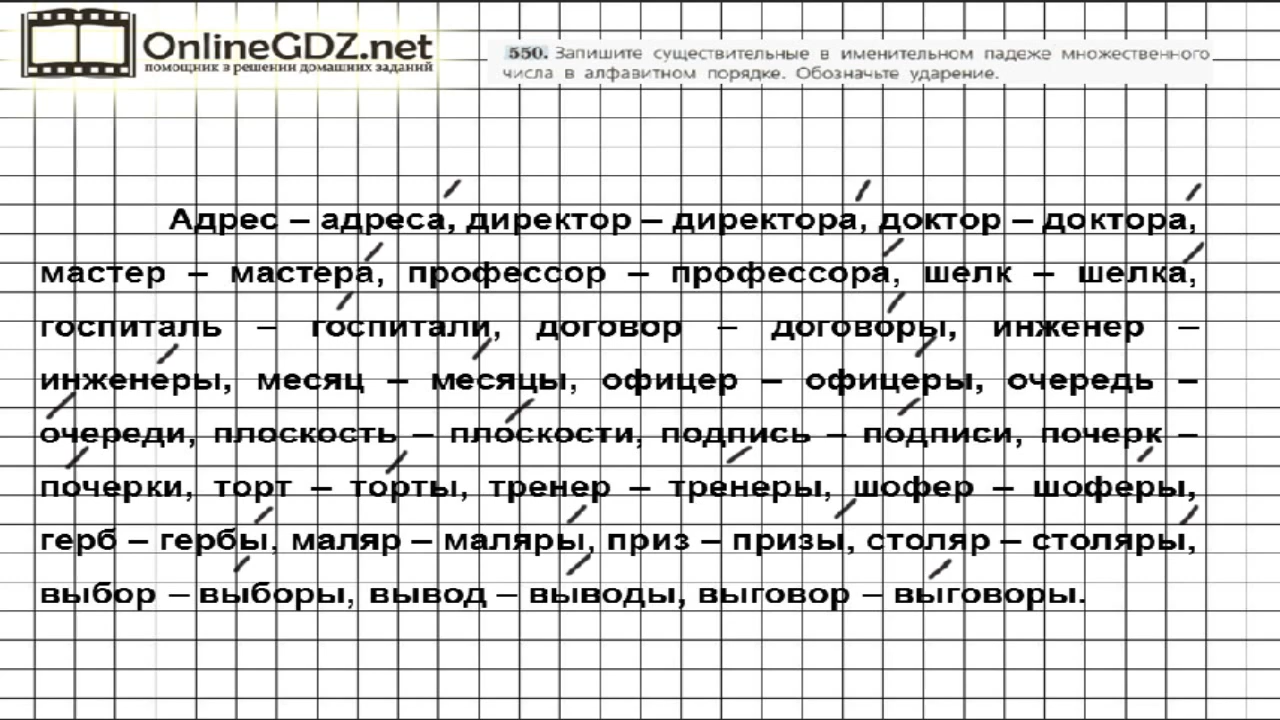 OnlineGDZ.net
помощник в решении домашних заданий
550. Запишите существительные в именительном падеже множественного
числа в алфавитном порядке. Обозначьте ударение.
Адрес – адреса, директор – директора, доктор – доктора,
мастер – мастера, профессор – профессора, шелк – шелка,
госпиталь – госпитали, договор – договоры, инженер –
инженеры, месяц – месяцы, офицер – офицеры, очередь –
очереди, плоскость – плоскости, подпись – подписи, почерк –
почерки, торт – торты, тренер – тренеры, шофер – шоферы,
герб – гербы, маляр – маляры, приз – призы, столяр – столяры,
выбор – выборы, вывод – выводы, выговор – выговоры.